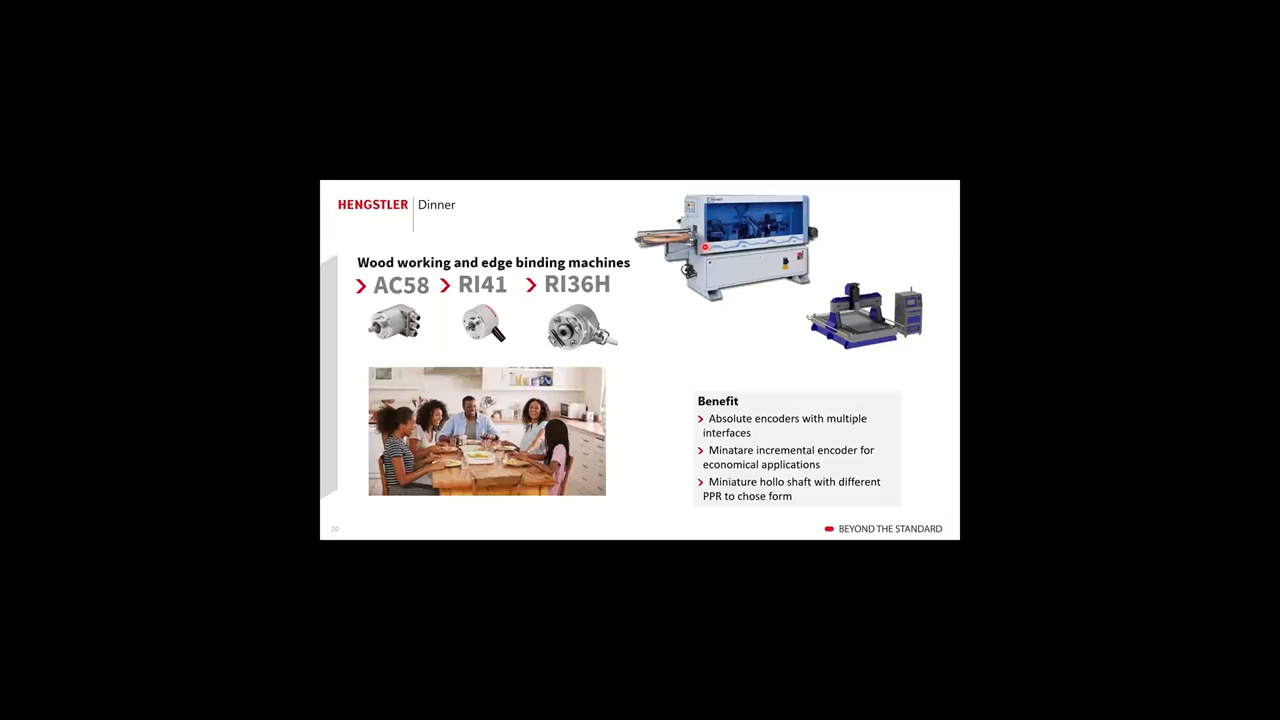 HENGSTLER
Dinner
Wood working and edge binding machines
AC58
RI41
RI36H
Benefit
Absolute encoders with multiple
interfaces
Minatare incremental encoder for
economical applications
Miniature hollo shaft with different
PPR to chose form
20
BEYOND THE STANDARD